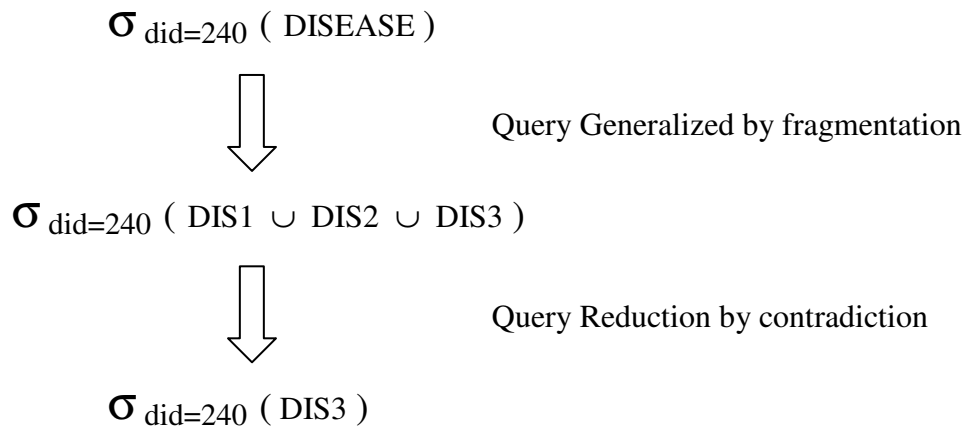 σ did=240 ( DISEASE )
Query Generalized by fragmentation
σ did=240 ( DIS1 ∪ DIS2 ∪ DIS3 )
Query Reduction by contradiction
σ did=240 ( DIS3 )